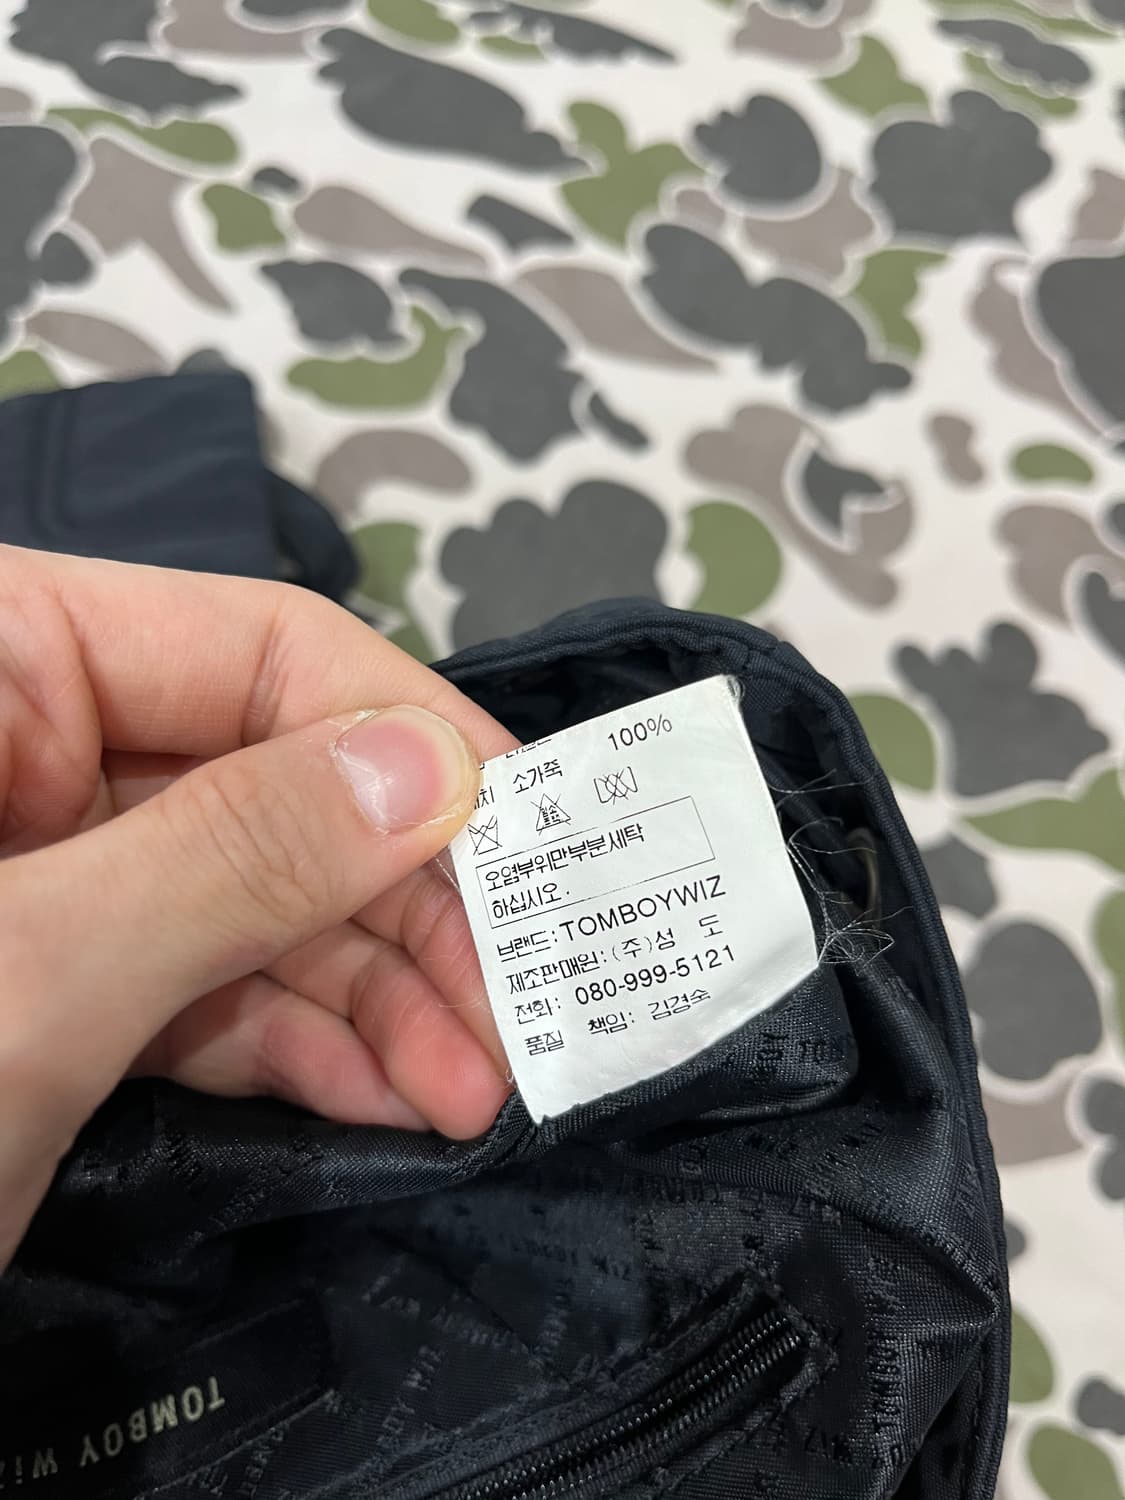 100%
소가죽
오염부위만부분세탁
하십시오.
브랜드:TOMBOYWIZ
제조판매원:(주)성 도
전화: 080-999-5121
품질 책임: 김경숙
TOMBOY